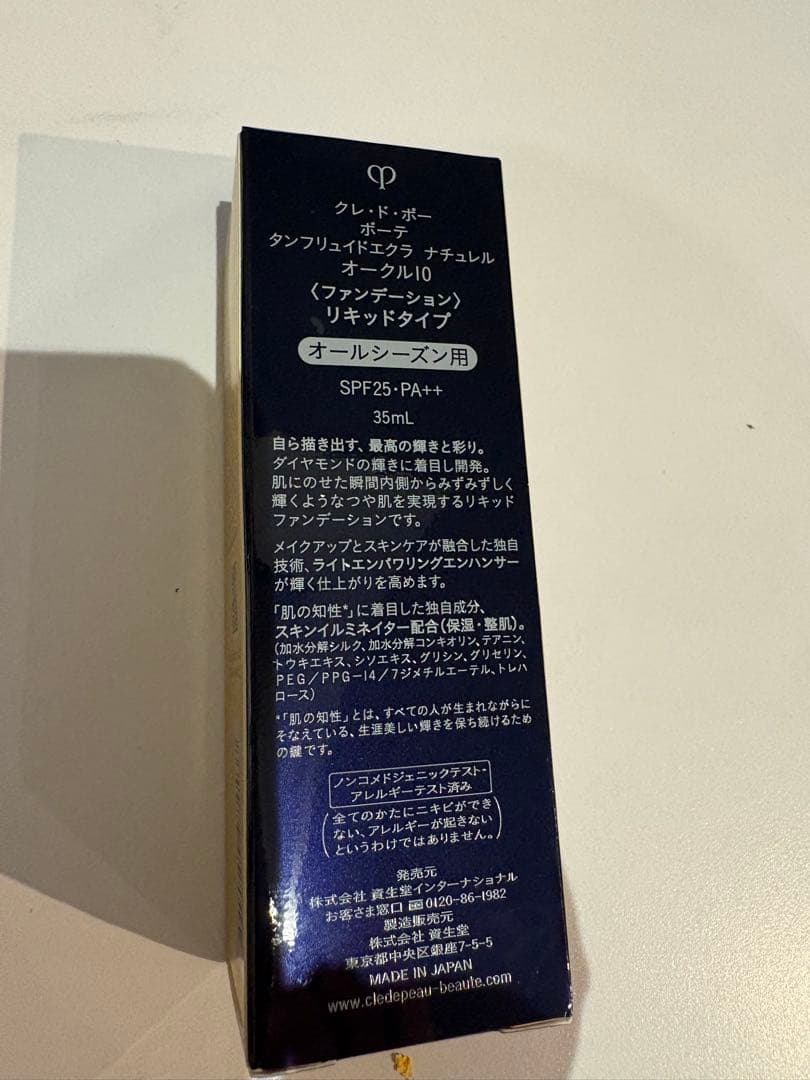 クレ・ド・ポー
ボーテ
タンフリュイドエクラ ナチュレル
オークル10
〈ファンデーション〉
リキッドタイプ
オールシーズン用
SPF25・PA++
35mL
自ら描き出す、最高の輝きと彩り。
ダイヤモンドの輝きに着目し開発。
肌にのせた瞬間内側からみずみずしく
輝くようなつや肌を実現するリキッド
ファンデーションです。
メイクアップとスキンケアが融合した独自
技術、ライトエンパワリングエンハンサー
が輝く仕上がりを高めます。
「肌の知性*」に着目した独自成分、
スキンイルミネイター配合(保湿・整肌)。
(加水分解シルク、加水分解コンキオリン、テアニン、
トウキエキス、シソエキス、グリシン、グリセリン、
PEG/PPG-14/7ジメチルエーテル、トレハ
ロース)
*「肌の知性」とは、すべての人が生まれながらに
そなえている、生涯美しい輝きを保ち続けるため
の鍵です。
ノンコメドジェニックテスト・
アレルギーテスト済み
(全てのかたにニキビができ
ない、アレルギーが起きない
というわけではありません。)
発売元
株式会社 資生堂インターナショナル
お客さま窓口 0120-86-1982
製造販売元
株式会社 資生堂
東京都中央区銀座7-5-5
MADE IN JAPAN
www.cledepeau-beaute.com